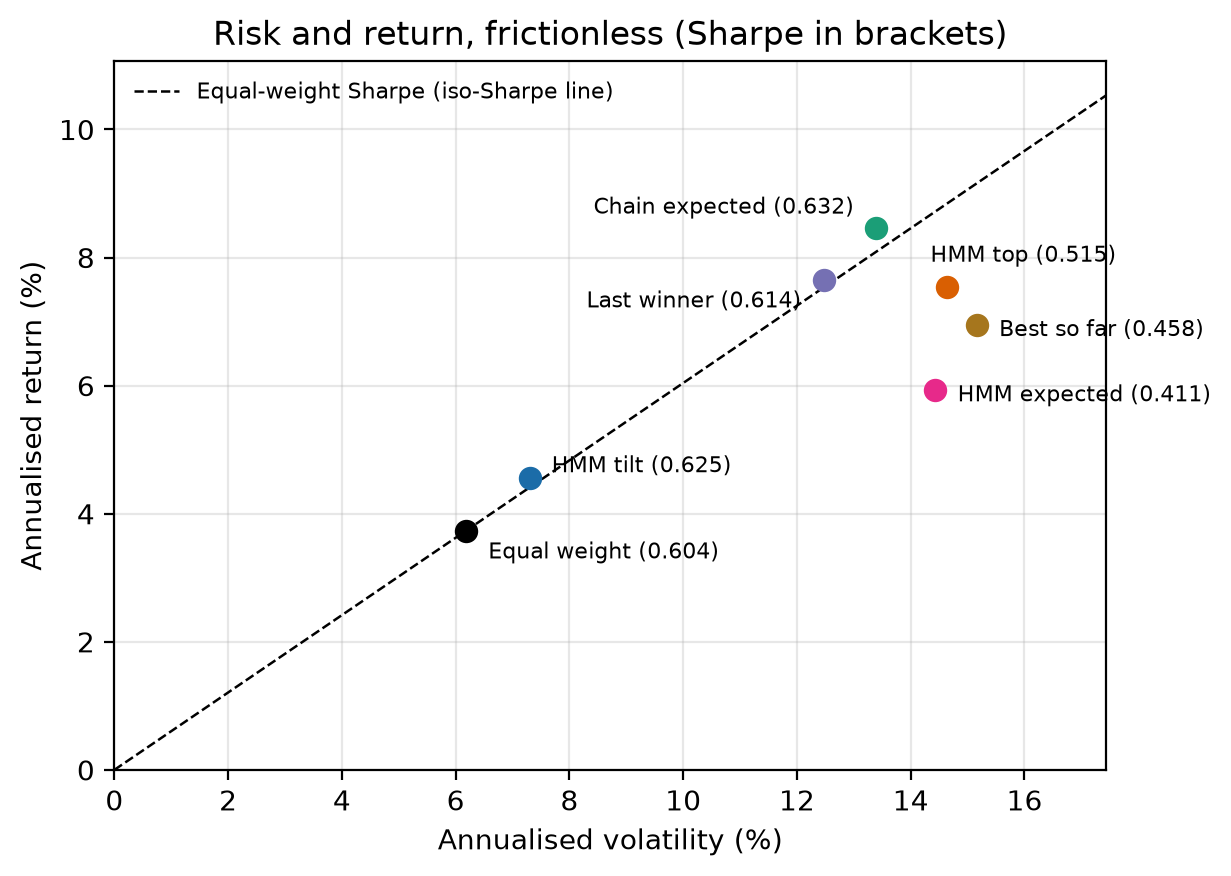 Risk and return, frictionless (Sharpe in brackets)
Equal-weight Sharpe (iso-Sharpe line)
Annualised return (%)
10
8
6
4
2
0
Chain expected (0.632)
HMM top (0.515)
Last winner (0.614)
Best so far (0.458)
HMM expected (0.411)
HMM tilt (0.625)
Equal weight (0.604)
0 2 4 6 8 10 12 14 16
Annualised volatility (%)